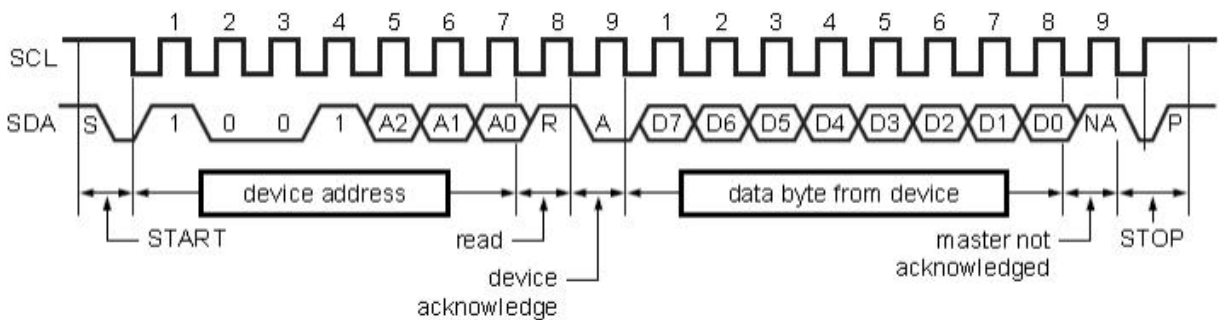 1 2 3 4 5 6 7 8 9 1 2 3 4 5 6 7 8 9
SCL
SDA S 1 0 0 1 A2 A1 A0 R A D7 D6 D5 D4 D3 D2 D1 D0 NA P
device address data byte from device
START read master not STOP
acknowledged
device
acknowledge